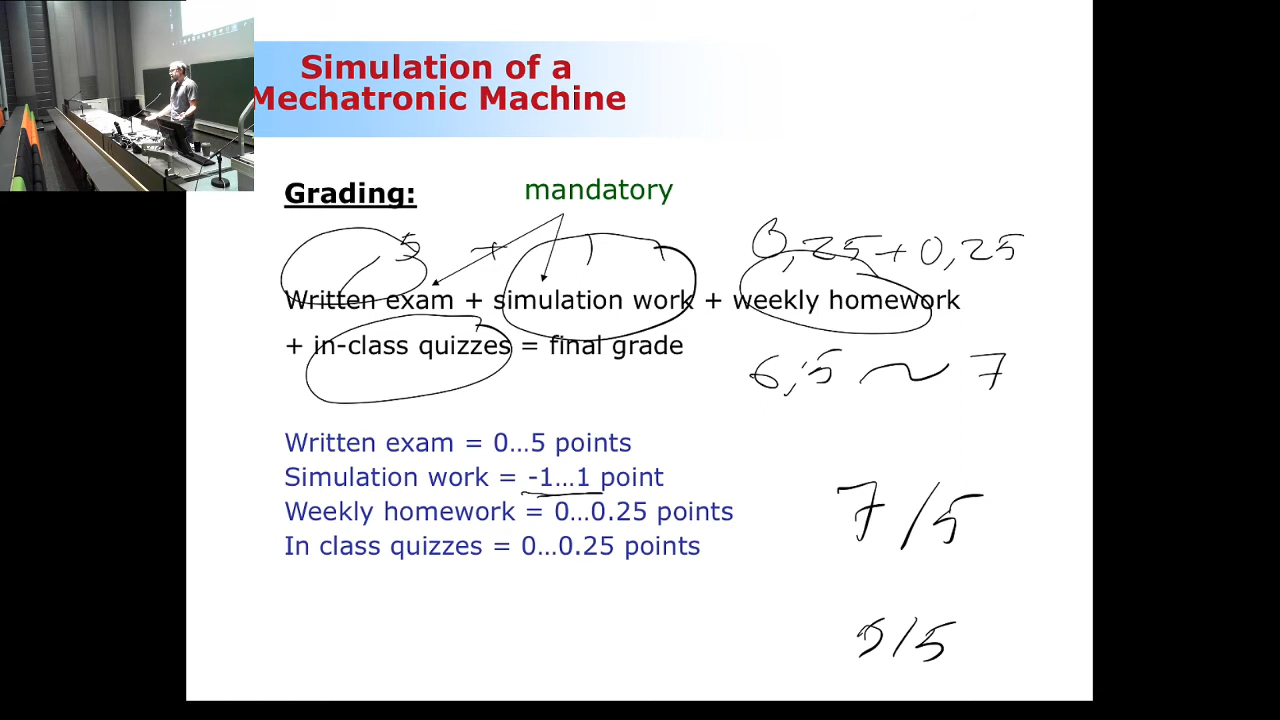 Simulation of a
Mechatronic Machine
Grading:
mandatory
5 + 1 0,25+0,25
Written exam + simulation work + weekly homework
+ in-class quizzes = final grade
6,5 ~ 7
Written exam = 0...5 points
Simulation work = -1...1 point
Weekly homework = 0...0.25 points
In class quizzes = 0...0.25 points
7/5
5/5